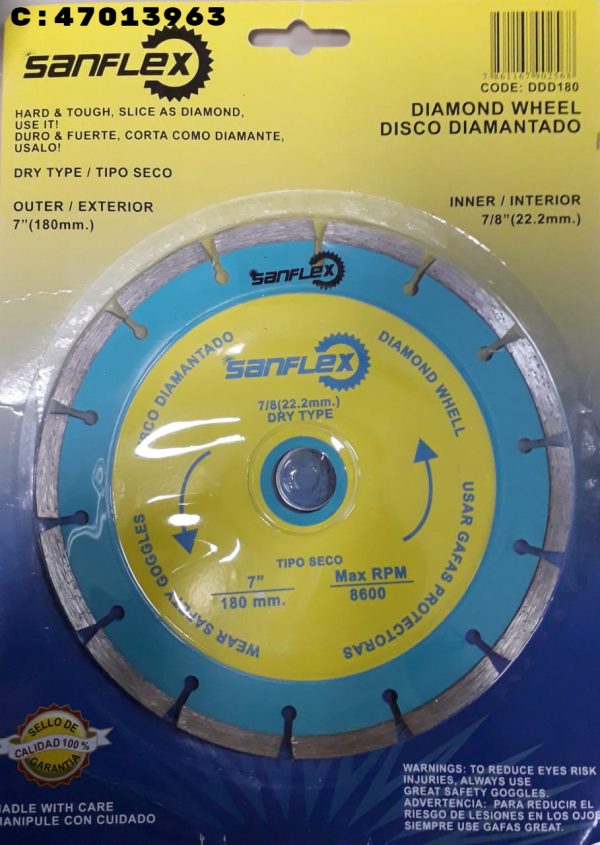 C:47013963
SANFLEX
HARD & TOUGH, SLICE AS DIAMOND,
USE IT!
DURO & FUERTE, CORTA COMO DIAMANTE,
USALO!
DRY TYPE / TIPO SECO
OUTER / EXTERIOR
7"(180mm.)
7 861167 902568
CODE: DDD180
DIAMOND WHEEL
DISCO DIAMANTADO
INNER / INTERIOR
7/8"(22.2mm.)
SANFLEX
DISCO DIAMANTADO
SANFLEX
DIAMOND WHELL
7/8(22.2mm.)
DRY TYPE
TIPO SECO
7"
180 mm.
Max RPM
8600
WEAR SAFETY GOGGLES
USAR GAFAS PROTECTORAS
SELLO DE
CALIDAD 100 %
GARANTIA
MADE WITH CARE
MANIPULE CON CUIDADO
WARNINGS: TO REDUCE EYES RISK
INJURIES, ALWAYS USE
GREAT SAFETY GOGGLES.
ADVERTENCIA: PARA REDUCIR EL
RIESGO DE LESIONES EN LOS OJOS
SIEMPRE USE GAFAS GREAT.